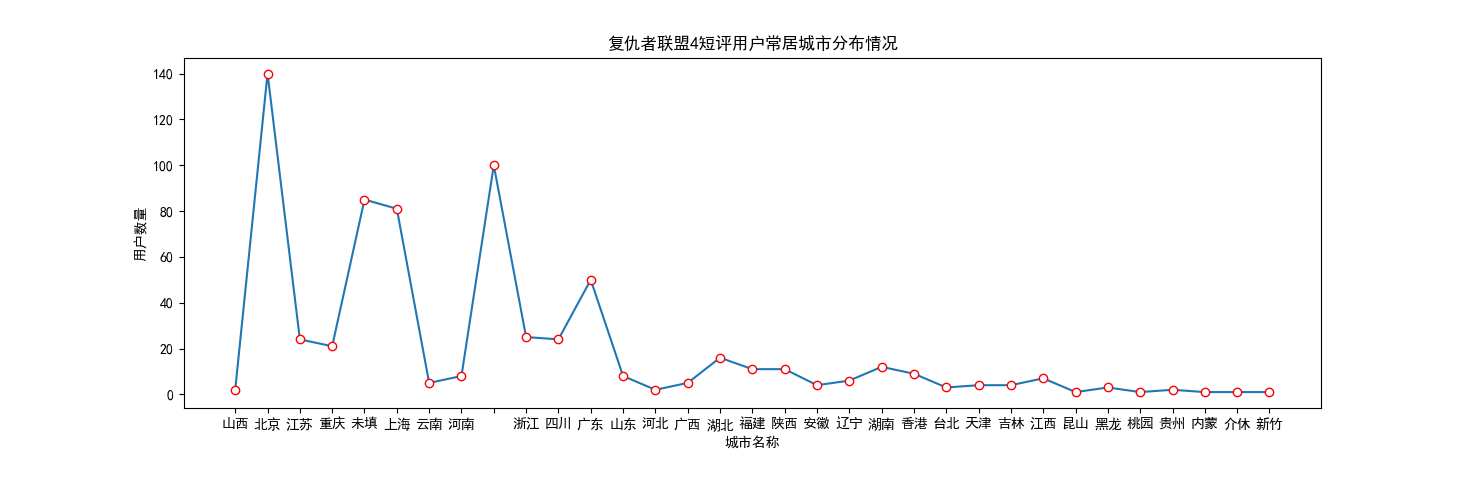 复仇者联盟4短评用户常居城市分布情况
140
120
100
80
60
40
20
0
用户数量
山西 北京 江苏 重庆 未填 上海 云南 河南 浙江 四川 广东 山东 河北 广西 湖北 福建 陕西 安徽 辽宁 湖南 香港 台北 天津 吉林 江西 昆山 黑龙 桃园 贵州 内蒙 介休 新竹
城市名称